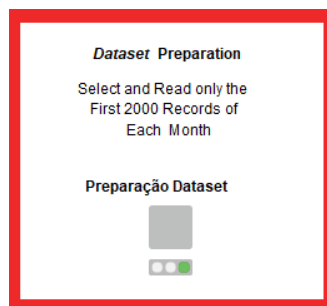 Dataset Preparation
Select and Read only the
First 2000 Records of
Each Month
Preparação Dataset